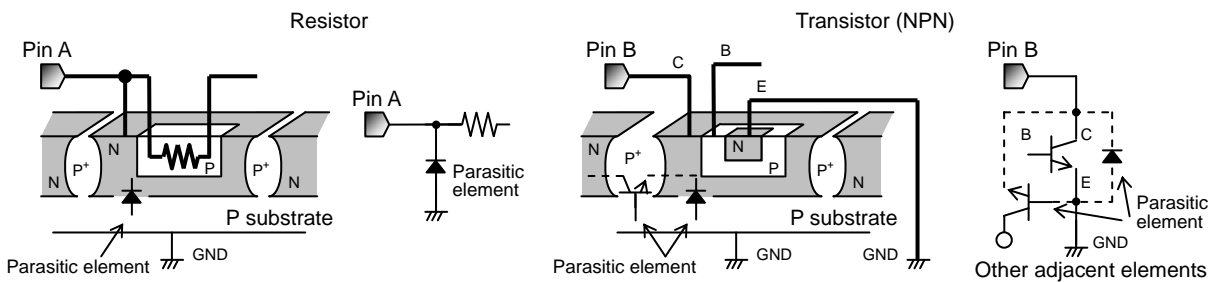 Resistor
Pin A
N
P+
N
P
P+
N
P substrate
GND
Parasitic element
Pin A
Parasitic
element
Transistor (NPN)
Pin B
C
B
E
N
P+
N
N
P
P+
N
P substrate
GND
Parasitic element
GND
Pin B
B
C
E
Parasitic
element
GND
Other adjacent elements